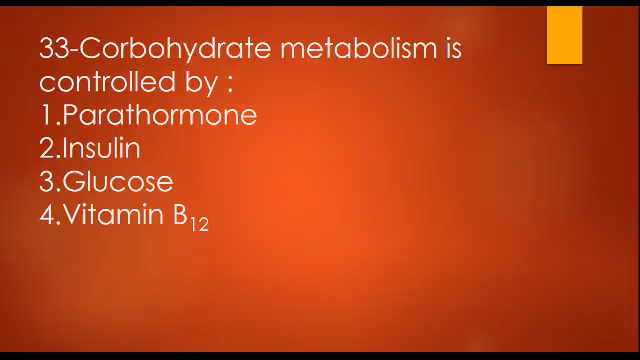 33-Corbohydrate metabolism is
controlled by :
1.Parathormone
2.Insulin
3.Glucose
4.Vitamin B₁₂